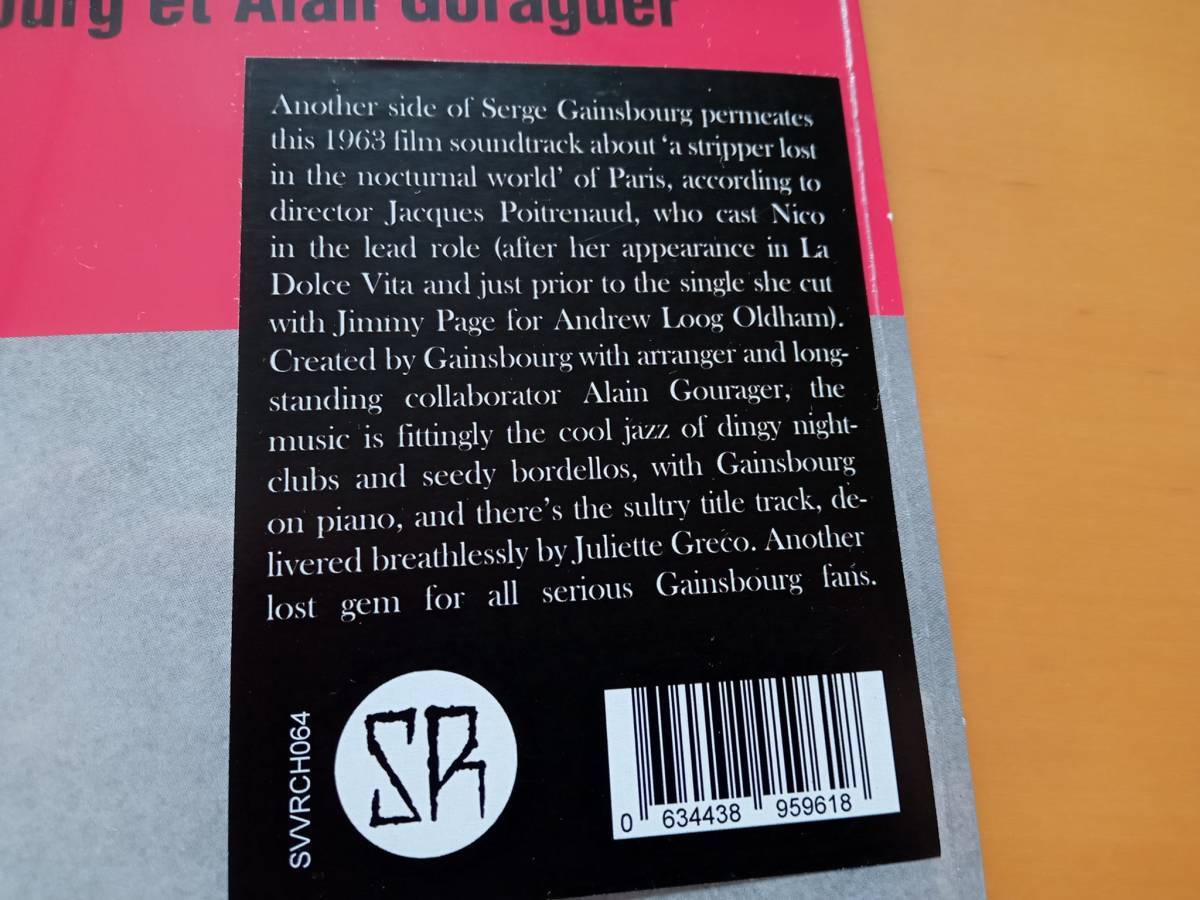 ourg et Alain Goraguer
Another side of Serge Gainsbourg permeates
this 1963 film soundtrack about ‘a stripper lost
in the nocturnal world’ of Paris, according to
director Jacques Poitrenaud, who cast Nico
in the lead role (after her appearance in La
Dolce Vita and just prior to the single she cut
with Jimmy Page for Andrew Loog Oldham).
Created by Gainsbourg with arranger and long-
standing collaborator Alain Gourager, the
music is fittingly the cool jazz of dingy night-
clubs and seedy bordellos, with Gainsbourg
on piano, and there’s the sultry title track, de-
livered breathlessly by Juliette Greco. Another
lost gem for all serious Gainsbourg fans.
SVVRCH064
SR
0 634438 959618